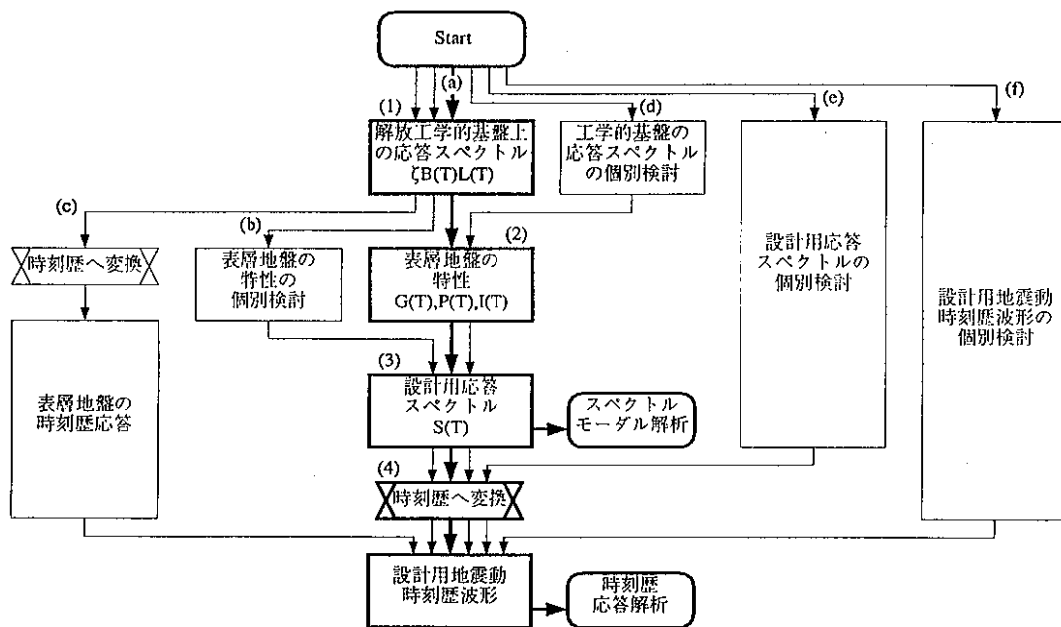 Start
(a)
(1)
(d)
(e)
(f)
解放工学的基盤上
の応答スペクトル
ζB(T)L(T)
工学的基盤の
応答スペクトル
の個別検討
(c)
(b)
(2)
時刻歴へ変換
表層地盤の
特性の
個別検討
表層地盤の
特性
G(T),P(T),I(T)
設計用応答
スペクトルの
個別検討
設計用地震動
時刻歴波形の
個別検討
(3)
表層地盤の
時刻歴応答
設計用応答
スペクトル
S(T)
スペクトル
モーダル解析
(4)
時刻歴へ変換
設計用地震動
時刻歴波形
時刻歴
応答解析